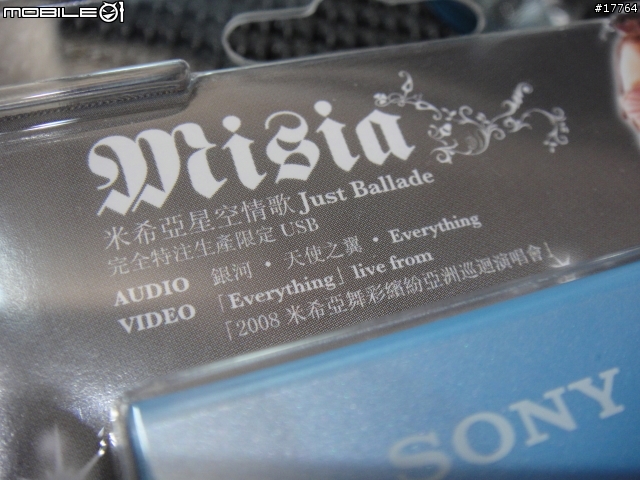 MOBILE01
#17764
Misia
米希亞星空情歌 Just Ballade
完全特注生產限定 USB
AUDIO 銀河・天使之翼・Everything
VIDEO 「Everything」live from
「2008 米希亞舞彩繽紛亞洲巡迴演唱會」
SONY